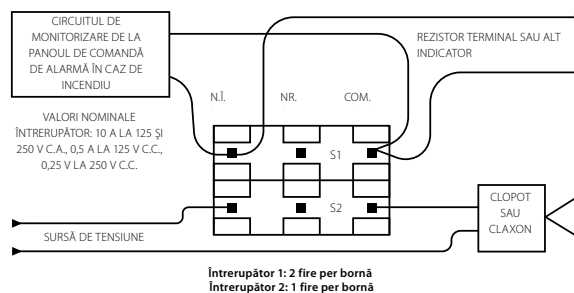 CIRCUITUL DE
MONITORIZARE DE LA
PANOUL DE COMANDĂ
DE ALARMĂ ÎN CAZ DE
INCENDIU
REZISTOR TERMINAL SAU ALT
INDICATOR
VALORI NOMINALE
ÎNTRERUPĂTOR: 10 A LA 125 ŞI
250 V C.A., 0,5 A LA 125 V C.C.,
0,25 V LA 250 V C.C.
N.Î.
NR.
COM.
S1
S2
SURSĂ DE TENSIUNE
CLOPOT
SAU
CLAXON
Întrerupător 1: 2 fire per bornă
Întrerupător 2: 1 fire per bornă